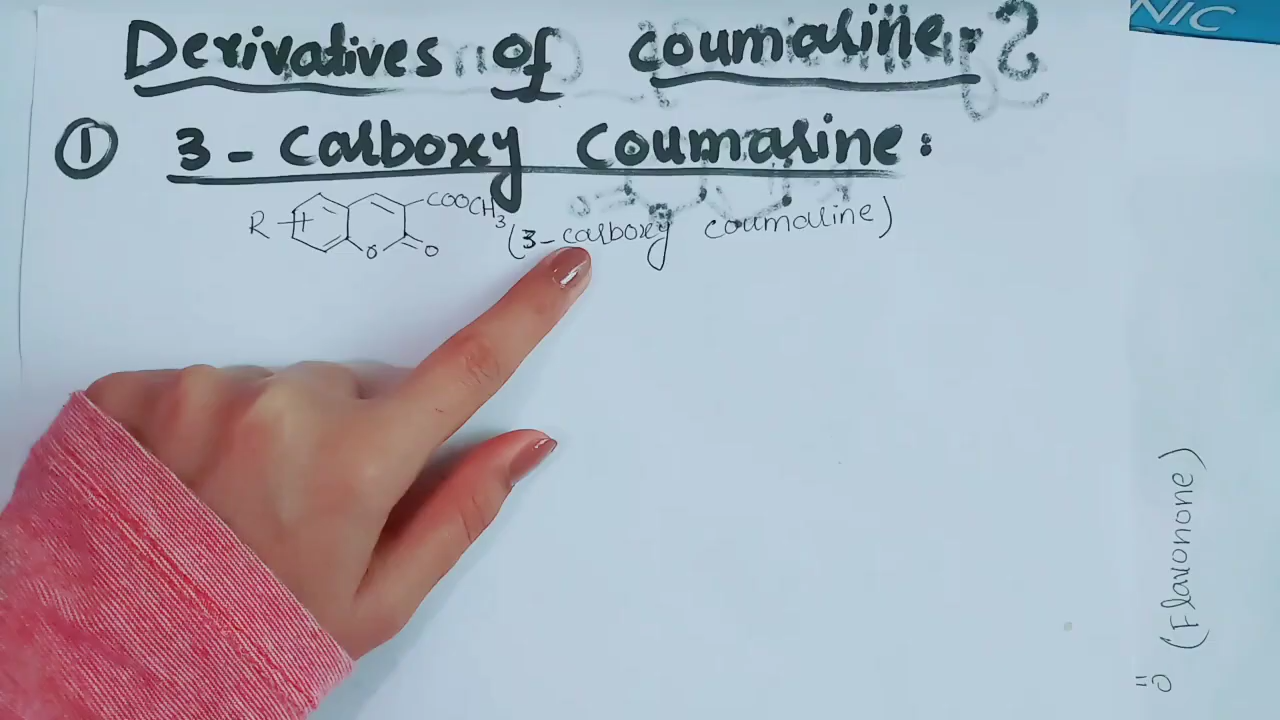 Derivatives of coumarine:
① 3-Carboxy Coumarine:
R COOCH3 O O
(3-carboxy coumarine)
NIC
O (Flavonone)